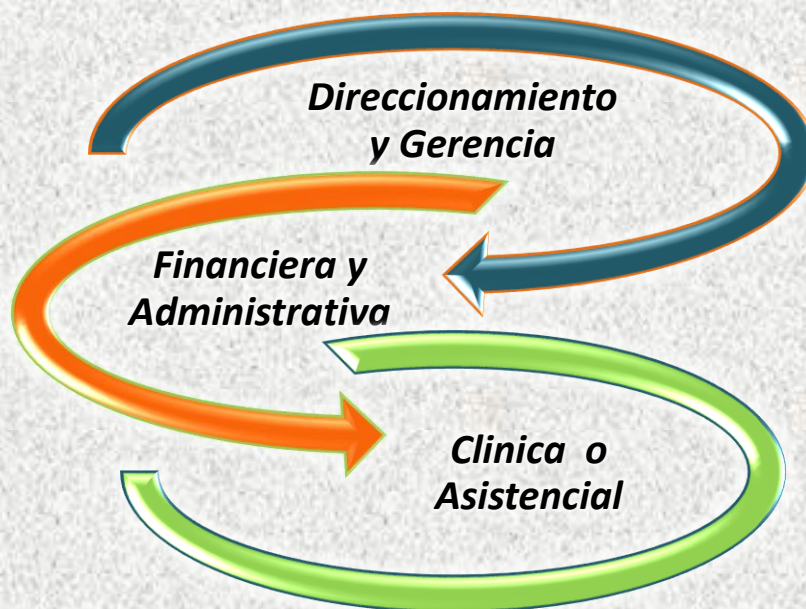 Direccionamiento
y Gerencia
Financiera y
Administrativa
Clinica o
Asistencial